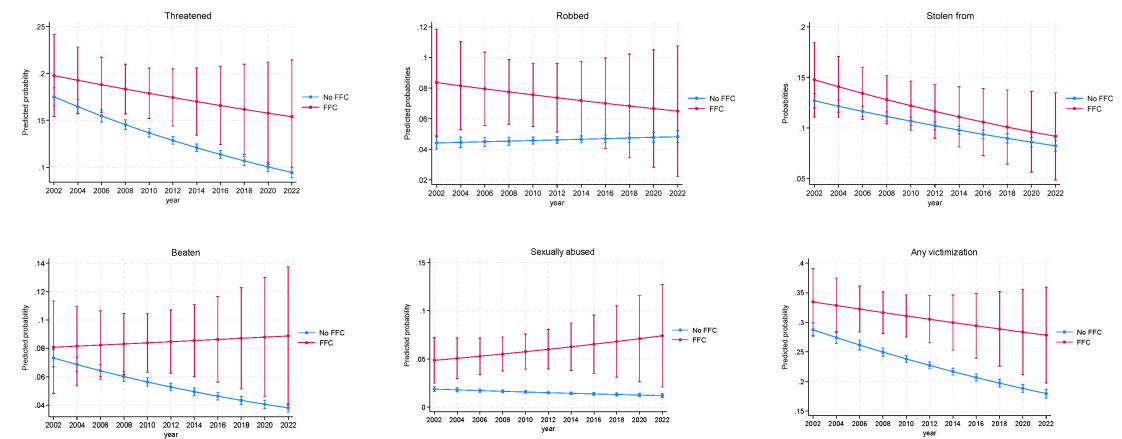 Threatened
.25
.2
.15
.1
Predicted probability
2002 2004 2006 2008 2010 2012 2014 2016 2018 2020 2022
year
No FFC
FFC
Robbed
.12
.1
.08
.06
.04
.02
Predicted probabilities
2002 2004 2006 2008 2010 2012 2014 2016 2018 2020 2022
year
No FFC
FFC
Stolen from
.2
.15
.1
.05
Probabilities
2002 2004 2006 2008 2010 2012 2014 2016 2018 2020 2022
year
No FFC
FFC
Beaten
.14
.12
.1
.08
.06
.04
Predicted probability
2002 2004 2006 2008 2010 2012 2014 2016 2018 2020 2022
year
No FFC
FFC
Sexually abused
.15
.1
.05
0
Predicted probability
2002 2004 2006 2008 2010 2012 2014 2016 2018 2020 2022
year
No FFC
FFC
Any victimization
.4
.35
.3
.25
.2
.15
Predicted probability
2002 2004 2006 2008 2010 2012 2014 2016 2018 2020 2022
year
No FFC
FFC